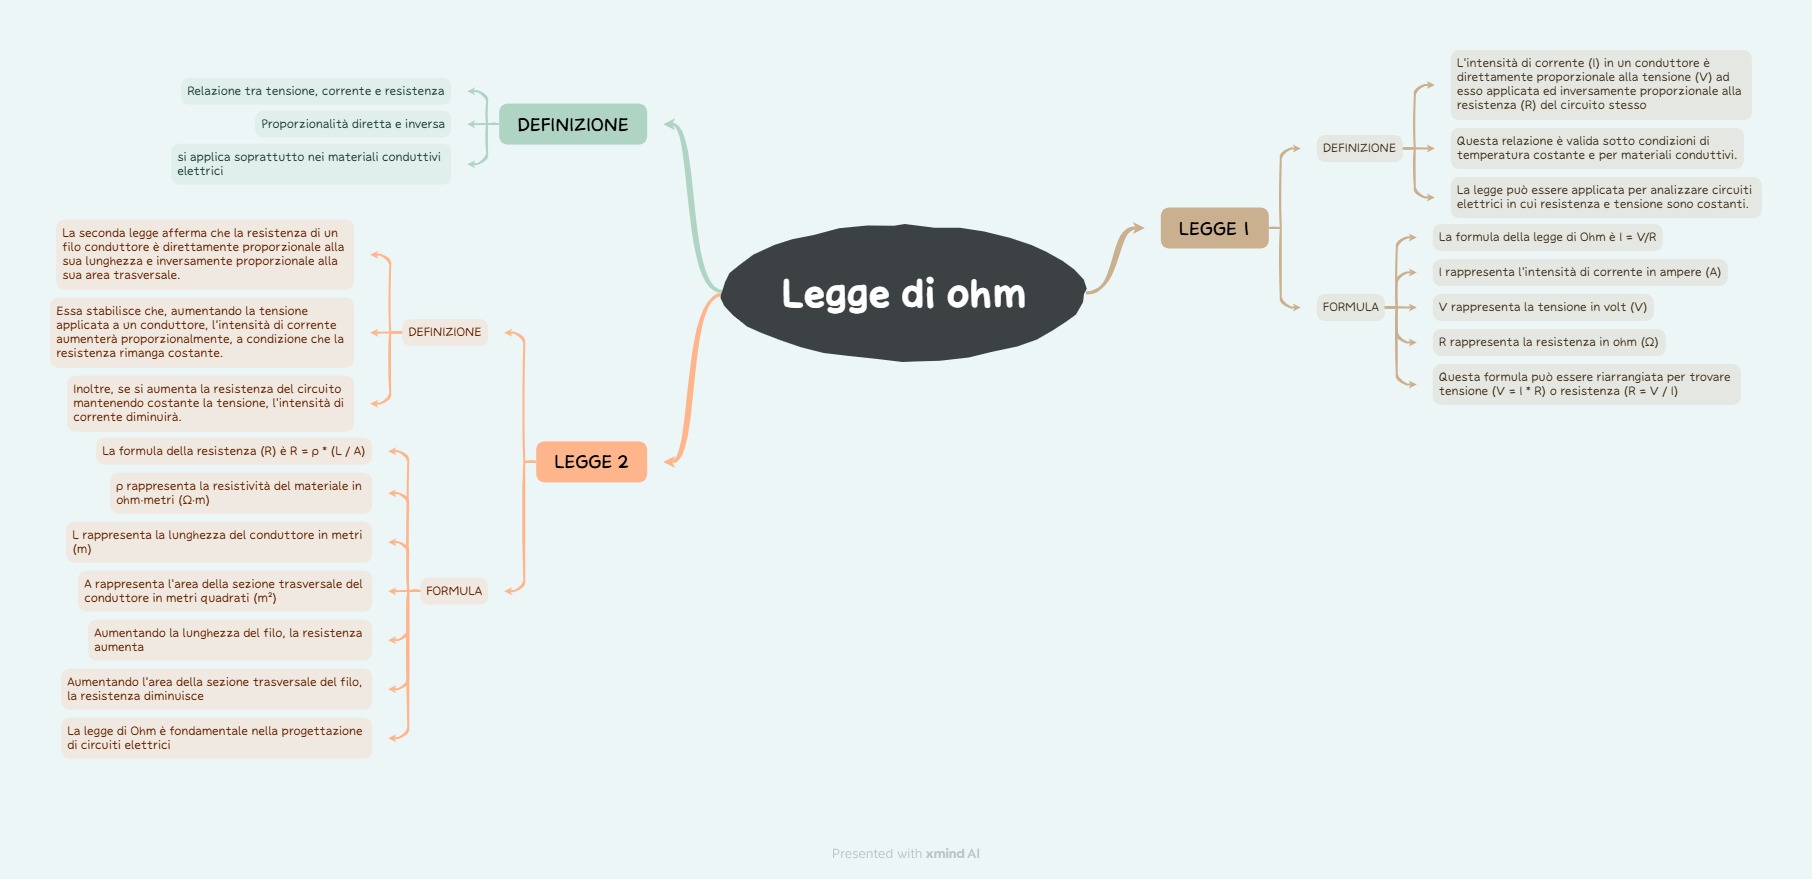 Legge di ohm
DEFINIZIONE
Relazione tra tensione, corrente e resistenza
Proporzionalità diretta e inversa
si applica soprattutto nei materiali conduttivi
elettrici
LEGGE 1
DEFINIZIONE
L'intensità di corrente (I) in un conduttore è
direttamente proporzionale alla tensione (V) ad
esso applicata ed inversamente proporzionale alla
resistenza (R) del circuito stesso
Questa relazione è valida sotto condizioni di
temperatura costante e per materiali conduttivi.
La legge può essere applicata per analizzare circuiti
elettrici in cui resistenza e tensione sono costanti.
FORMULA
La formula della legge di Ohm è I = V/R
I rappresenta l'intensità di corrente in ampere (A)
V rappresenta la tensione in volt (V)
R rappresenta la resistenza in ohm (Ω)
Questa formula può essere riarrangiata per trovare
tensione (V = I * R) o resistenza (R = V / I)
LEGGE 2
DEFINIZIONE
La seconda legge afferma che la resistenza di un
filo conduttore è direttamente proporzionale alla
sua lunghezza e inversamente proporzionale alla
sua area trasversale.
Essa stabilisce che, aumentando la tensione
applicata a un conduttore, l'intensità di corrente
aumenterà proporzionalmente, a condizione che la
resistenza rimanga costante.
Inoltre, se si aumenta la resistenza del circuito
mantenendo costante la tensione, l'intensità di
corrente diminuirà.
FORMULA
La formula della resistenza (R) è R = ρ * (L / A)
ρ rappresenta la resistività del materiale in
ohm·metri (Ω·m)
L rappresenta la lunghezza del conduttore in metri
(m)
A rappresenta l'area della sezione trasversale del
conduttore in metri quadrati (m²)
Aumentando la lunghezza del filo, la resistenza
aumenta
Aumentando l'area della sezione trasversale del filo,
la resistenza diminuisce
La legge di Ohm è fondamentale nella progettazione
di circuiti elettrici
Presented with xmind AI